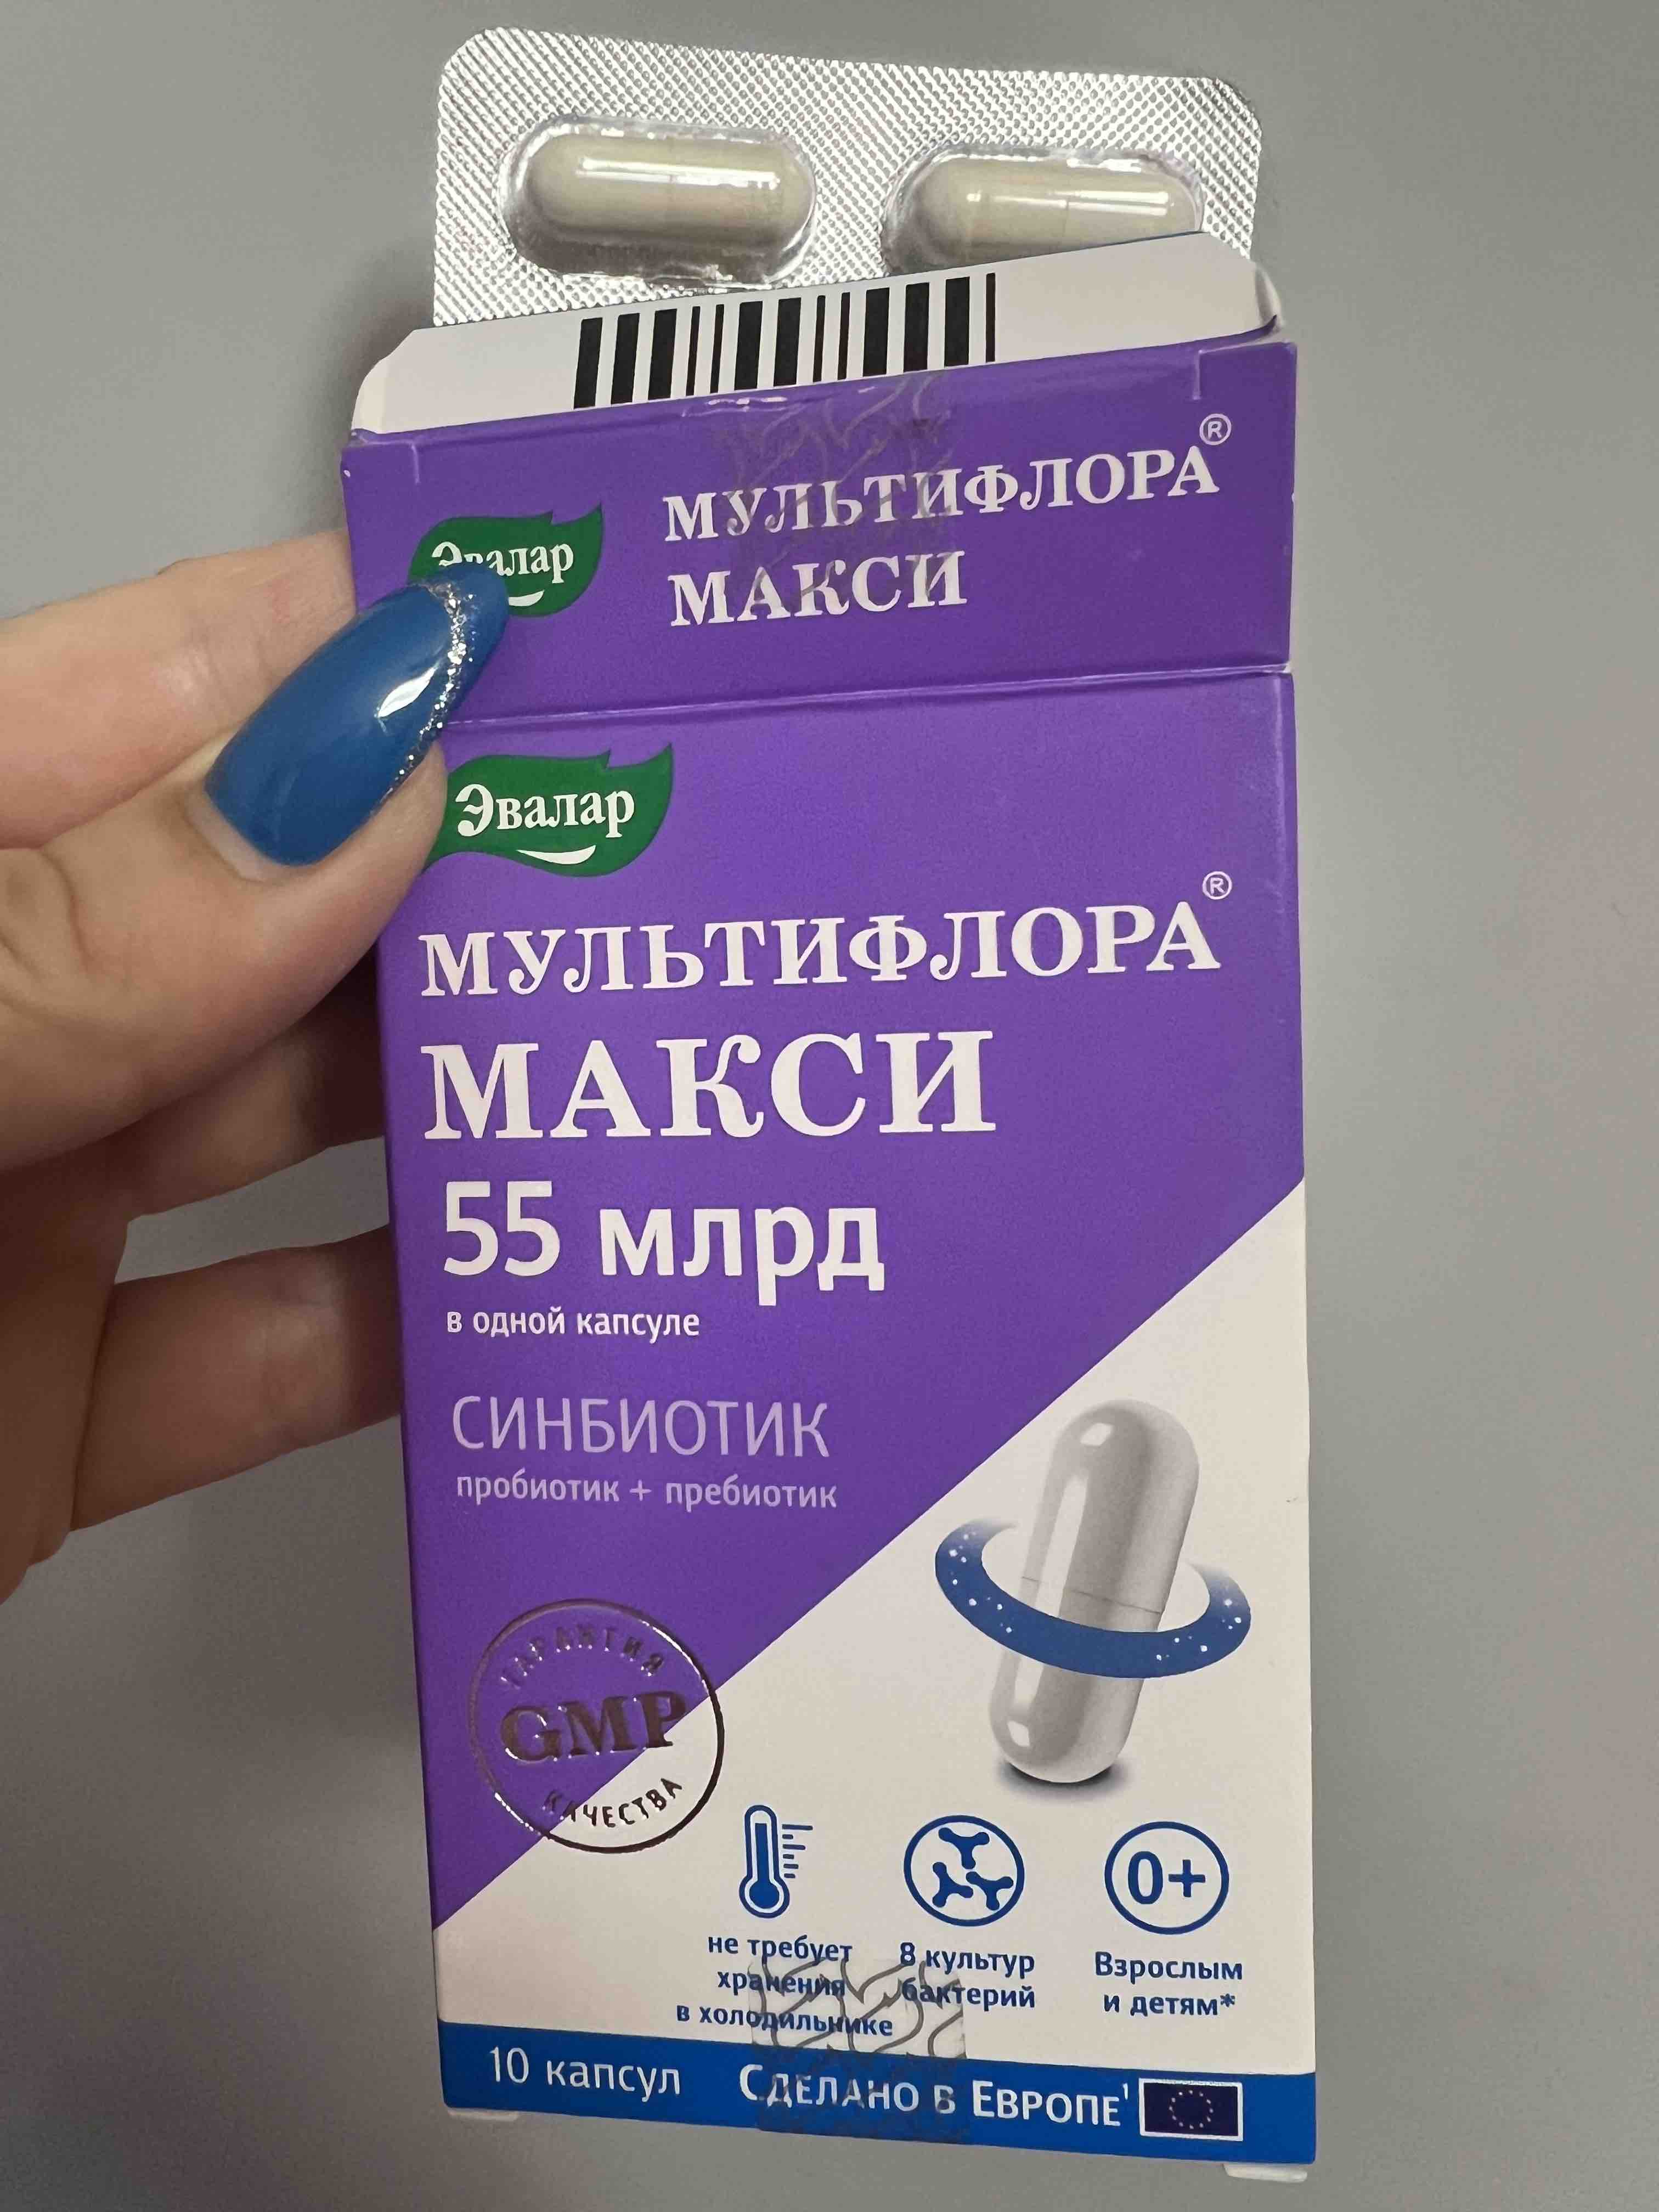 МУЛЬТИФЛОРА®
МАКСИ
Эвалар
МУЛЬТИФЛОРА®
МАКСИ
55 млрд
в одной капсуле
СИНБИОТИК
пробиотик + пребиотик
ГАРАНТИЯ
GMP
КАЧЕСТВА
не требует
хранения
в холодильнике
8 культур
бактерий
0+
Взрослым
и детям*
10 капсул
СДЕЛАНО В ЕВРОПЕ¹